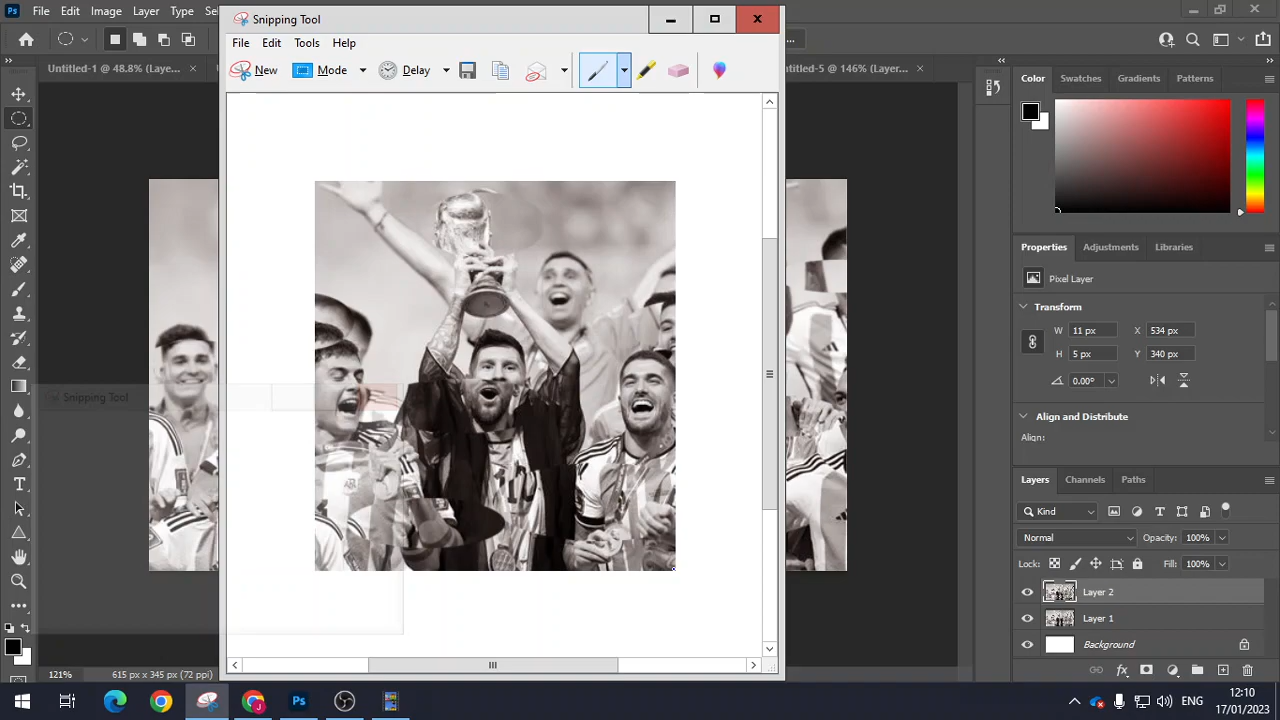 Ps File Edit Image Layer Type
Snipping Tool
File Edit Tools Help
New Mode Delay
Untitled-1 @ 48.8% (Laye...
titled-5 @ 146% (Layer...
Color Swatches Gradients Patterns
Properties Adjustments Libraries
Pixel Layer
Transform
W 11 px X 534 px
H 5 px Y 340 px
0.00°
Align and Distribute
Align:
Layers Channels Paths
Kind
Normal Opacity: 100%
Lock: Fill: 100%
Layer 2
Layer 1
Background
Snipping Tool
10
121% 615 px x 345 px (72 ppi)
Ps
ENG
12:10
17/01/2023